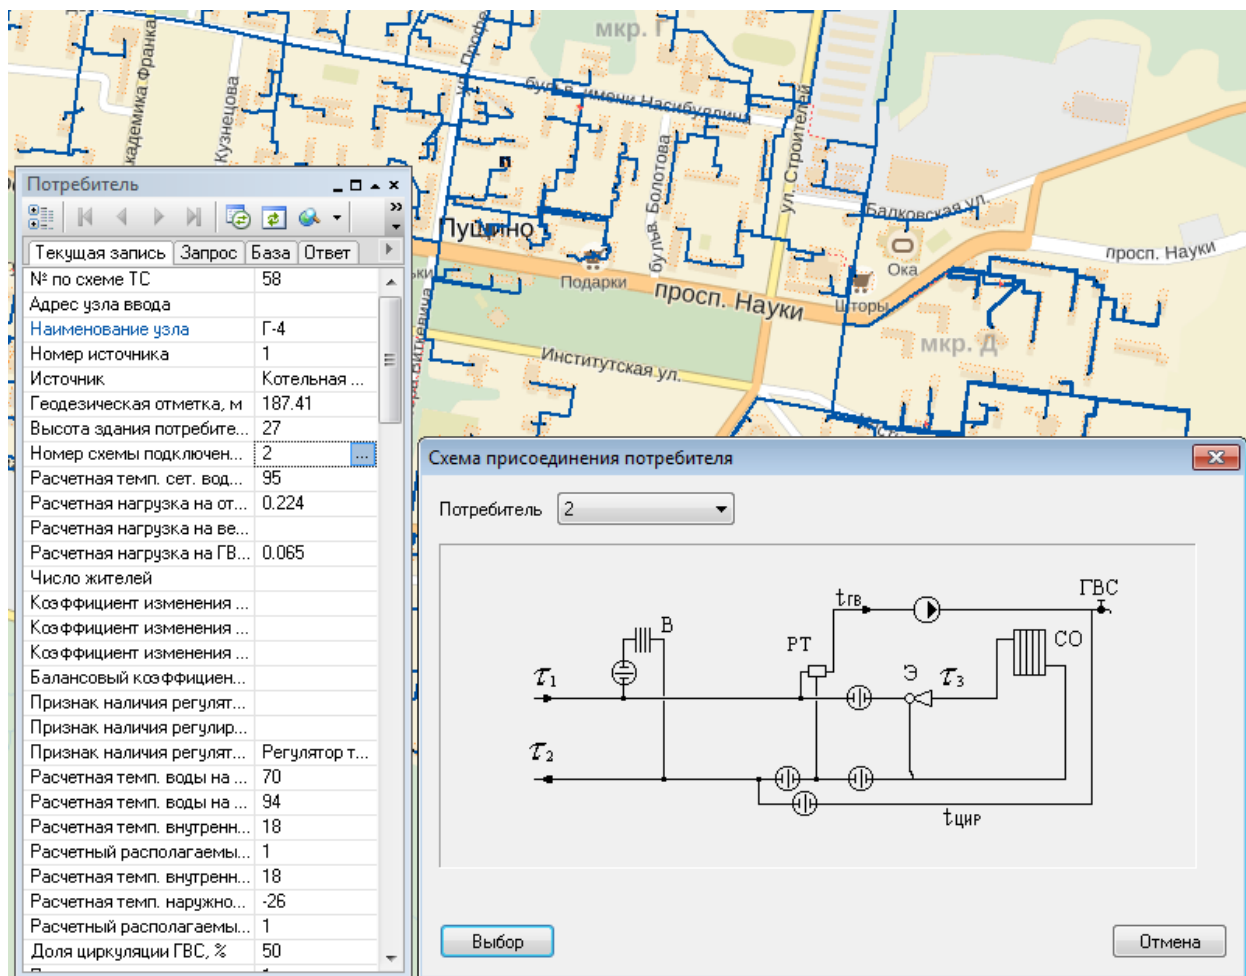 мкр. Г
ул. Профе
академика Франка
Кузнецова
бульв. имени Насибуллина
бульв. Болотова
ул. Строителей
Балковская ул.
просп. Науки
Ока
Пущино
Подарки
просп. Науки
Шторы
мкр. Д
Институтская ул.
Потребитель
Текущая запись Запрос База Ответ
№ по схеме ТС 58
Адрес узла ввода
Наименование узла Г-4
Номер источника 1
Источник Котельная ...
Геодезическая отметка, м 187.41
Высота здания потребите... 27
Номер схемы подключен... 2 ...
Расчетная темп. сет. вод... 95
Расчетная нагрузка на от... 0.224
Расчетная нагрузка на ве...
Расчетная нагрузка на ГВ... 0.065
Число жителей
Коэффициент изменения ...
Коэффициент изменения ...
Коэффициент изменения ...
Балансовый коэффициен...
Признак наличия регулят...
Признак наличия регулир...
Признак наличия регулят... Регулятор т...
Расчетная темп. воды на ... 70
Расчетная темп. воды на ... 94
Расчетная темп. внутренн... 18
Расчетный располагаемы... 1
Расчетная темп. внутренн... 18
Расчетная темп. наружно... -26
Расчетный располагаемы... 1
Доля циркуляции ГВС, % 50
Схема присоединения потребителя
Потребитель 2
tГВ
ГВС
В
РТ
СО
Э
τ1
τ3
τ2
tЦИР
Выбор
Отмена